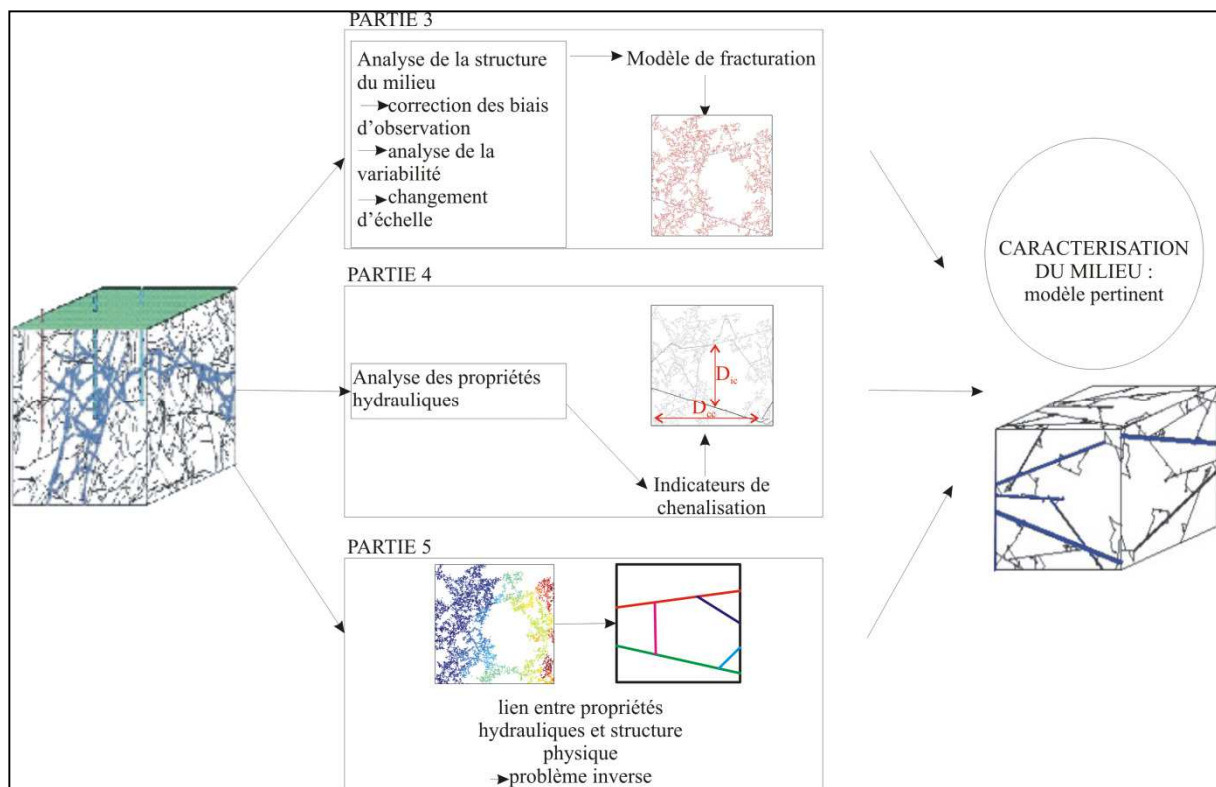 PARTIE 3
Analyse de la structure
du milieu
correction des biais
d'observation
analyse de la
variabilité
changement
d'échelle
Modèle de fracturation
PARTIE 4
Analyse des propriétés
hydrauliques
Indicateurs de
chenalisation
PARTIE 5
lien entre propriétés
hydrauliques et structure
physique
problème inverse
CARACTERISATION
DU MILIEU :
modèle pertinent